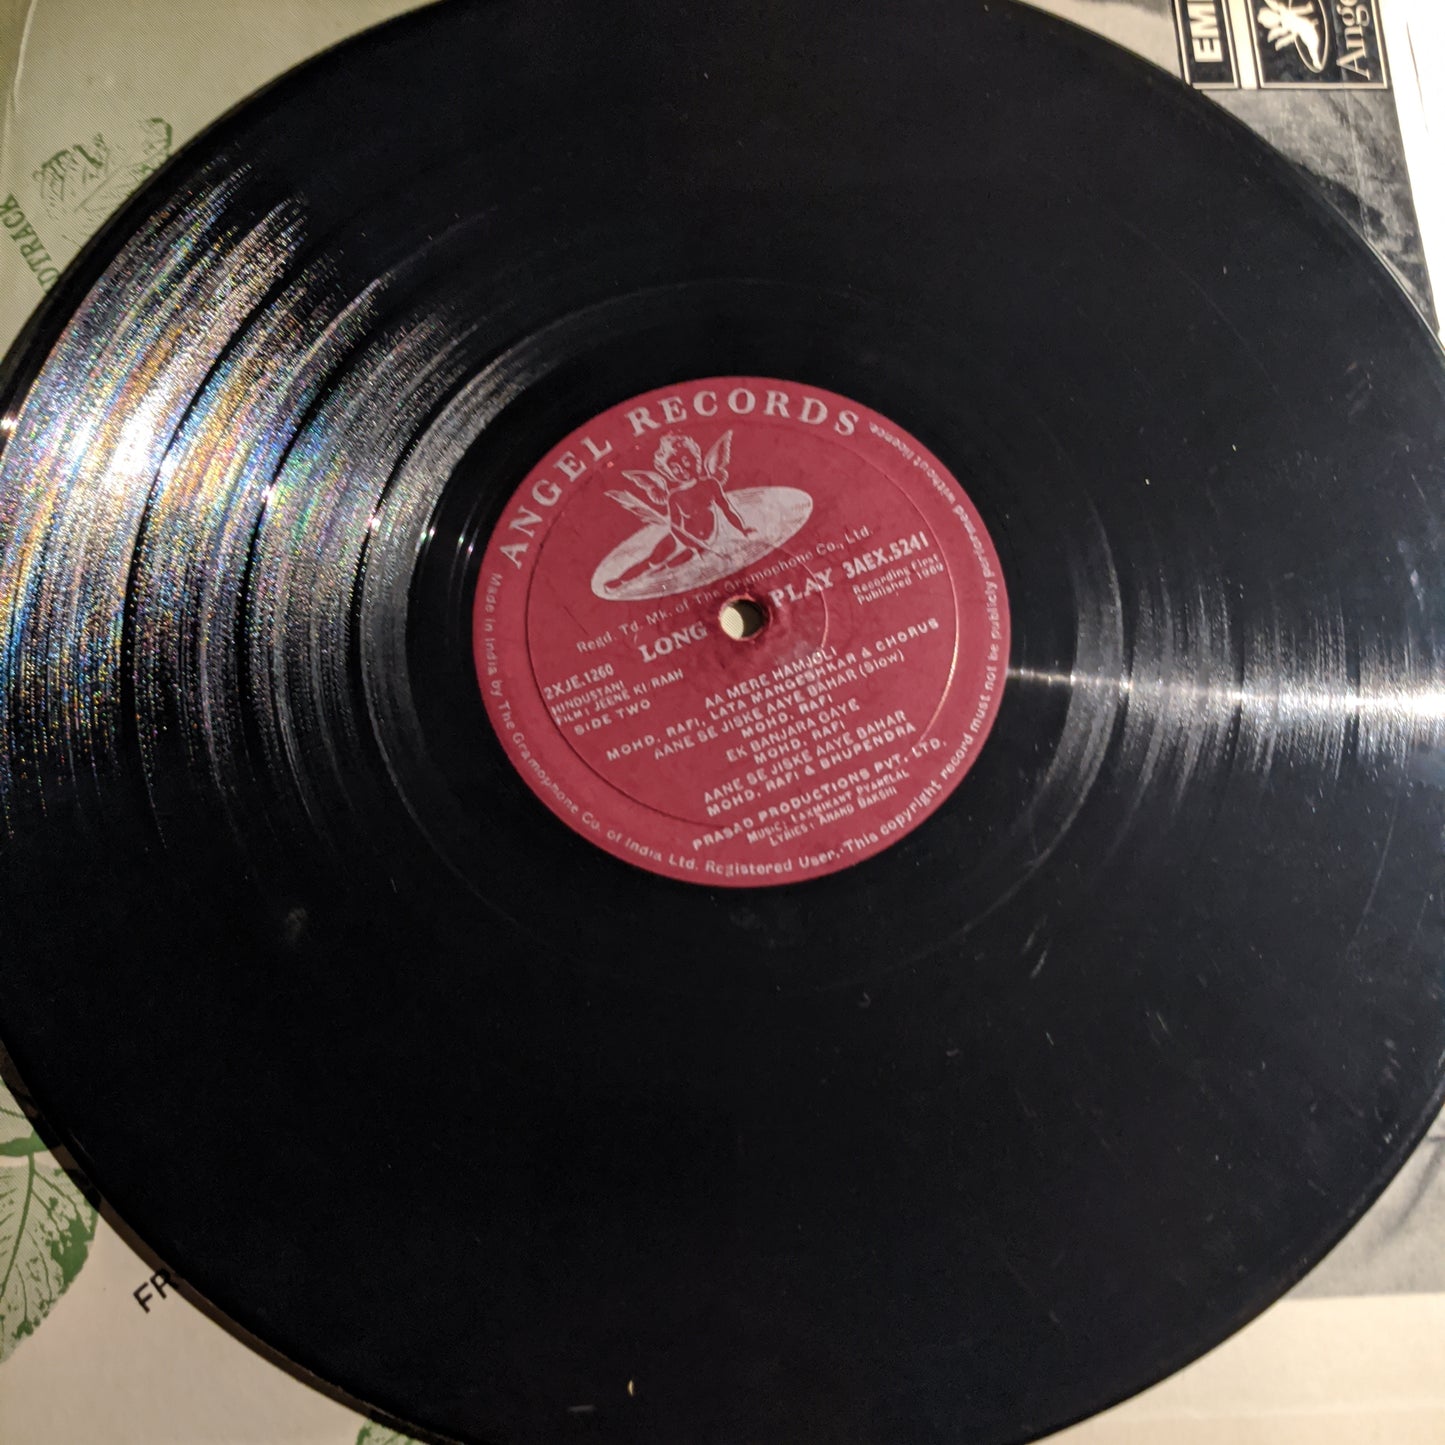 ANGEL RECORDS
Regd. Td. Mk. of The Gramophone Co., Ltd.
LONG PLAY
3AEX.5241
Recording First
Published 1969
2XJE.1260
HINDUSTANI
FILM: JEENE KI RAAH
SIDE TWO
AA MERE HAMJOLI
MOHD. RAFI, LATA MANGESHKAR & CHORUS
AANE SE JISKE AAYE BAHAR (Slow)
MOHD. RAFI
EK BANJARA GAYE
MOHD. RAFI
AANE SE JISKE AAYE BAHAR
MOHD. RAFI & BHUPENDRA
PRASAD PRODUCTIONS PVT. LTD.
MUSIC: LAXMIKANT PYARELAL
LYRICS: ANAND BAKSHI
Made in India by The Gramophone Co. of India Ltd. Registered User. This copyright record must not be publicly performed without licence
EMI
Ange
DTRACK
FR